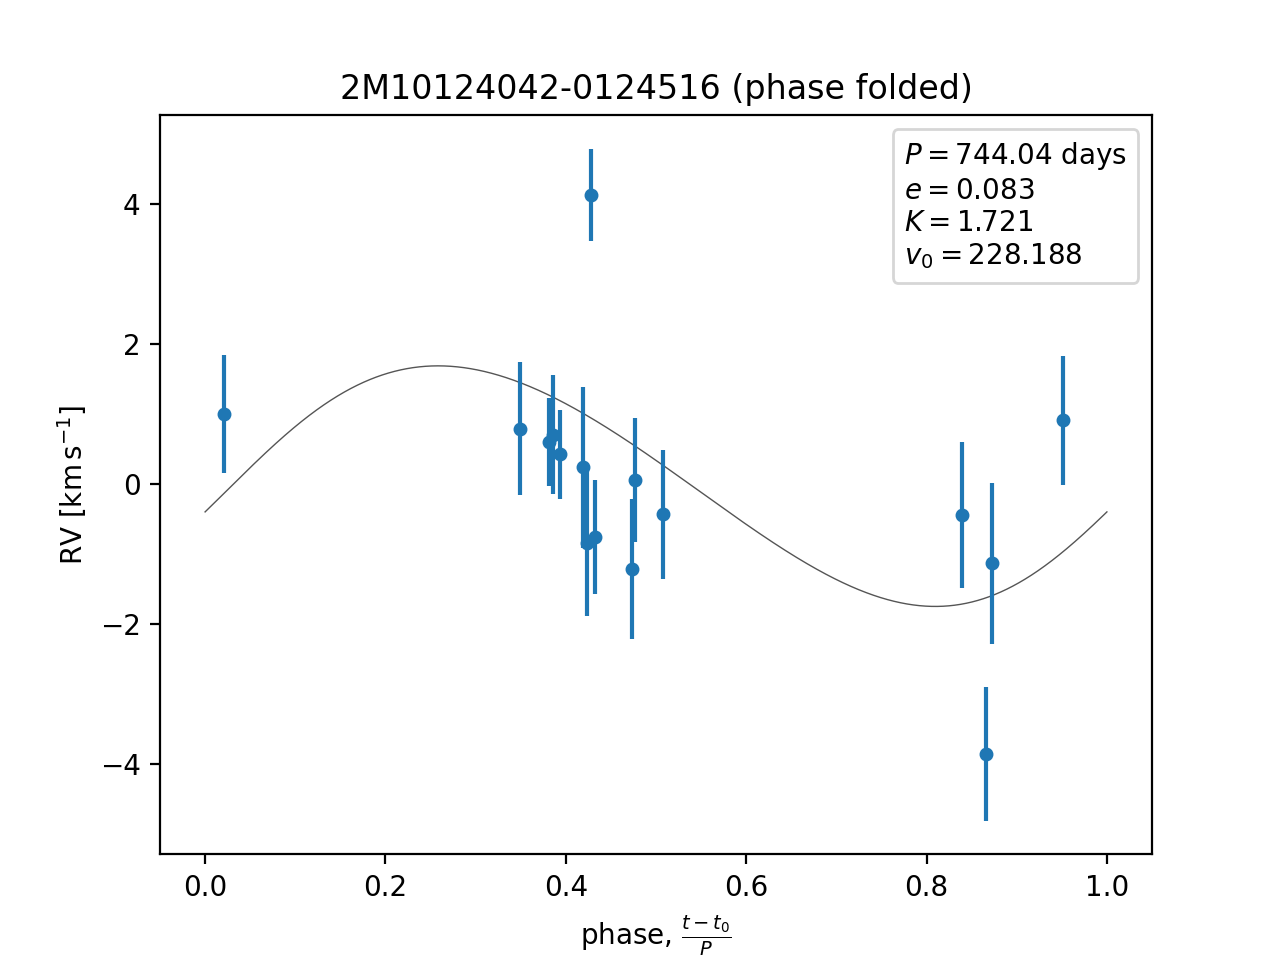 2M10124042-0124516 (phase folded)
P = 744.04 days
e = 0.083
K = 1.721
v₀ = 228.188
4
2
0
−2
−4
RV [km s⁻¹]
0.0 0.2 0.4 0.6 0.8 1.0
phase, (t − t₀)/P